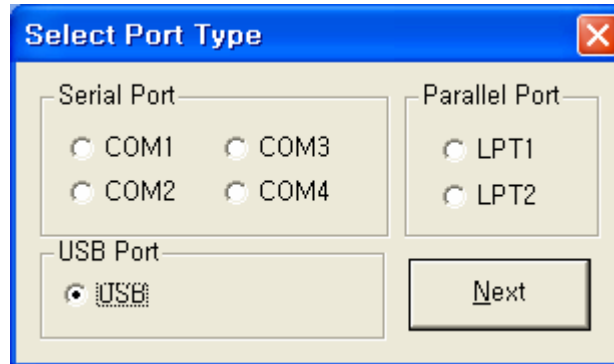 Select Port Type
Serial Port
COM1 COM3
COM2 COM4
Parallel Port
LPT1
LPT2
USB Port
USB
Next